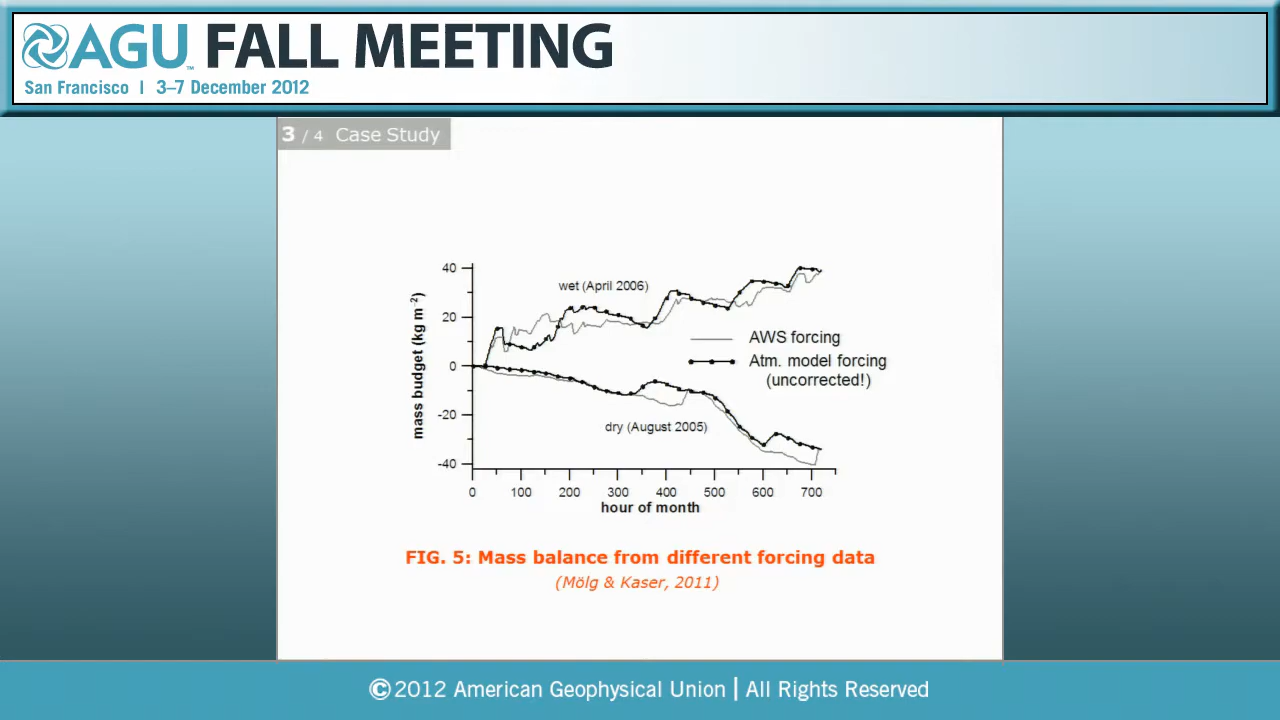 AGU™ FALL MEETING
San Francisco | 3–7 December 2012
3 / 4 Case Study
40
20
0
-20
-40
mass budget (kg m-2)
wet (April 2006)
AWS forcing
Atm. model forcing
(uncorrected!)
dry (August 2005)
0 100 200 300 400 500 600 700
hour of month
FIG. 5: Mass balance from different forcing data
(Mölg & Kaser, 2011)
©2012 American Geophysical Union | All Rights Reserved